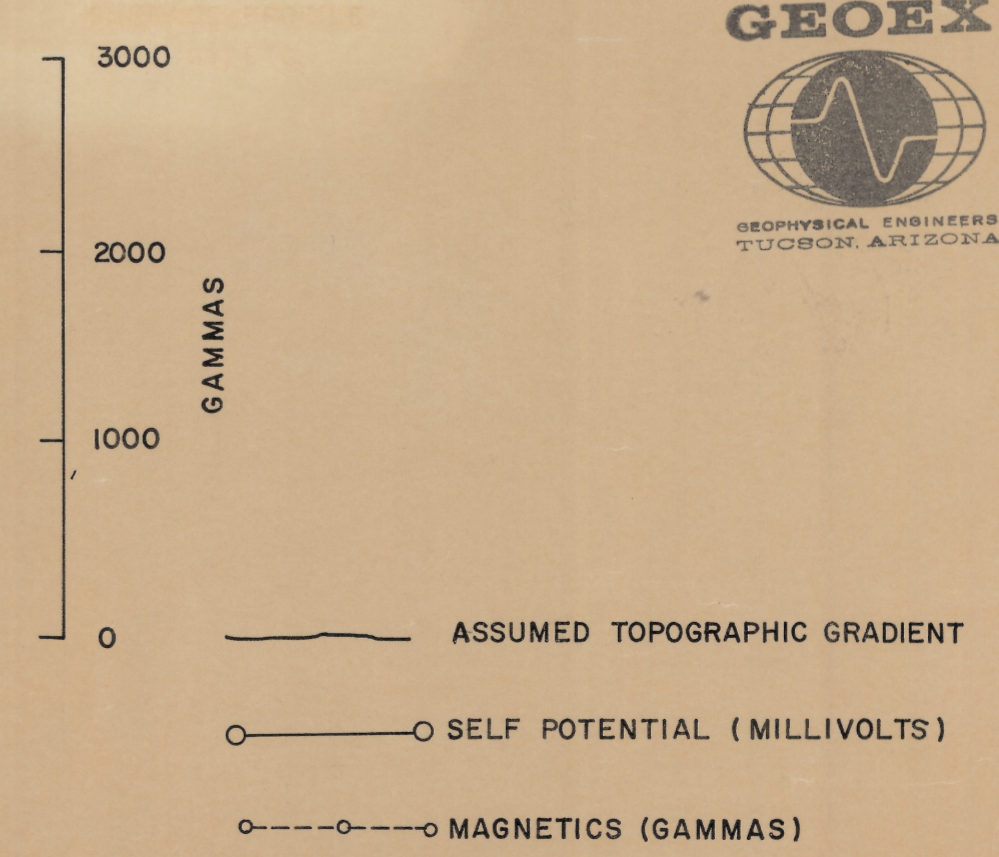 GEOEX
GEOPHYSICAL ENGINEERS
TUCSON, ARIZONA
3000
2000
GAMMAS
1000
0
ASSUMED TOPOGRAPHIC GRADIENT
SELF POTENTIAL (MILLIVOLTS)
MAGNETICS (GAMMAS)